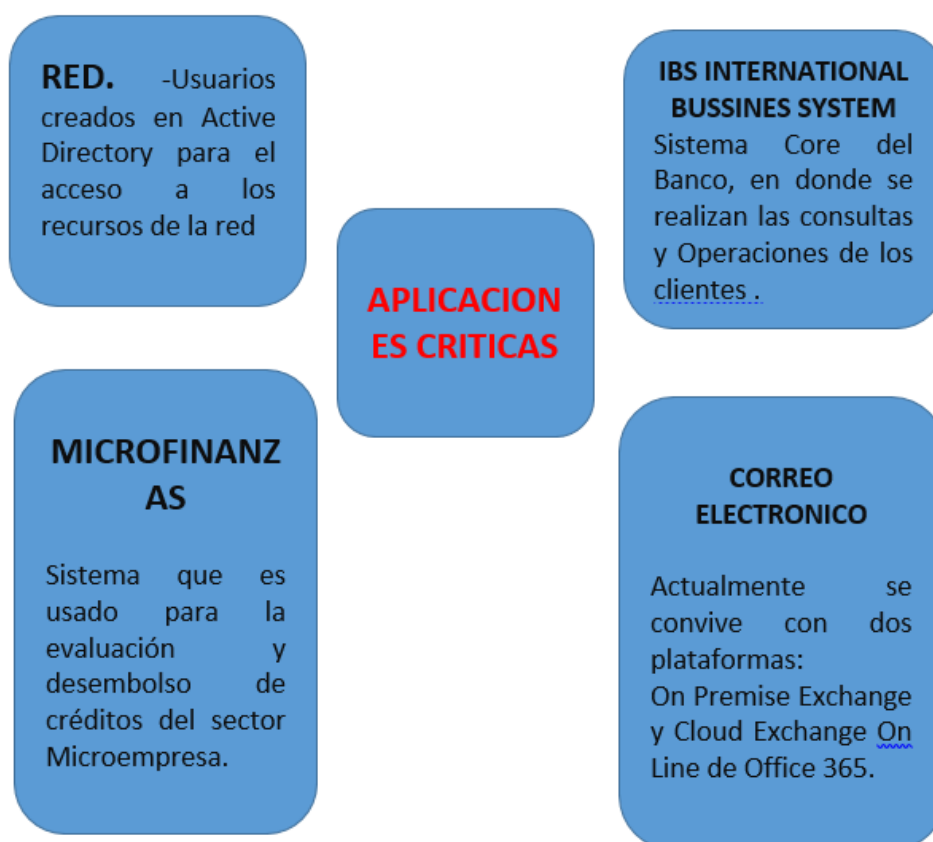 RED. -Usuarios
creados en Active
Directory para el
acceso a los
recursos de la red
IBS INTERNATIONAL
BUSSINES SYSTEM
Sistema Core del
Banco, en donde se
realizan las consultas
y Operaciones de los
clientes .
APLICACION
ES CRITICAS
MICROFINANZ
AS
Sistema que es
usado para la
evaluación y
desembolso de
créditos del sector
Microempresa.
CORREO
ELECTRONICO
Actualmente se
convive con dos
plataformas:
On Premise Exchange
y Cloud Exchange On
Line de Office 365.